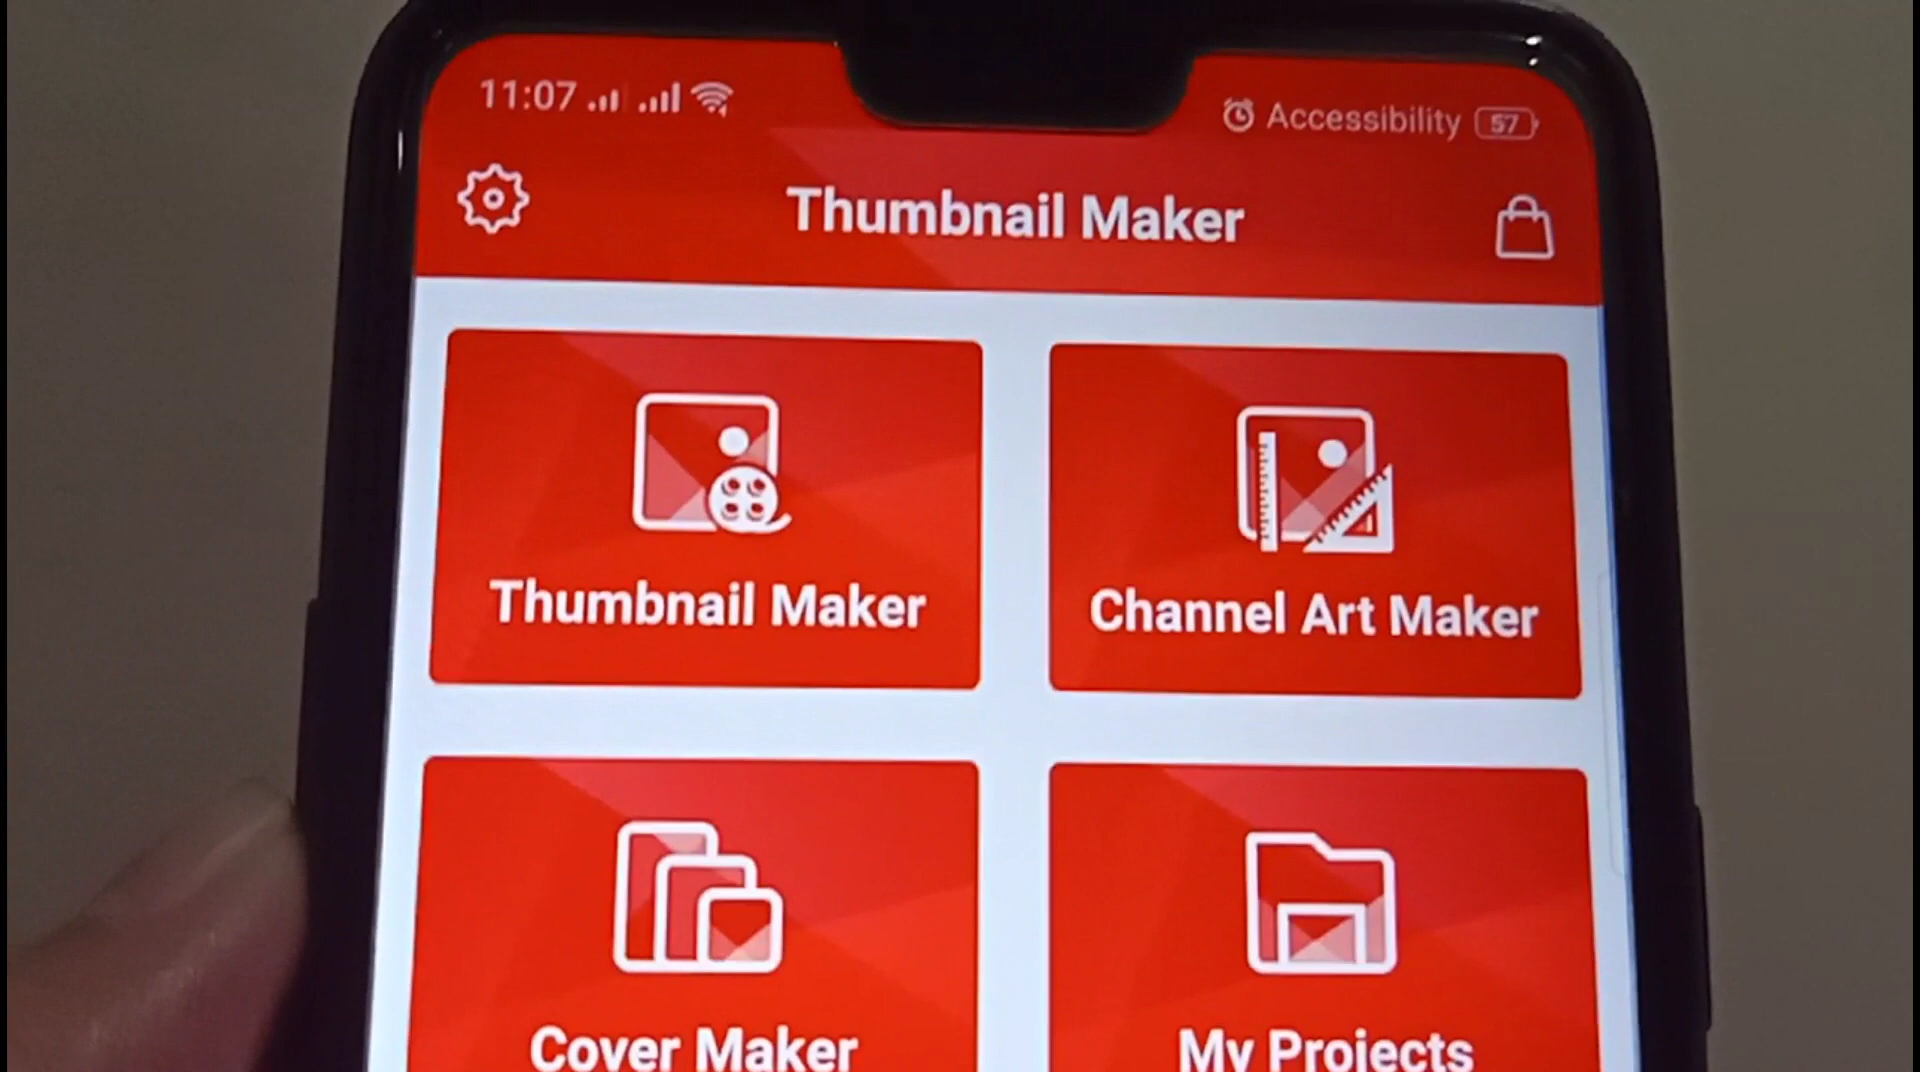 11:07
Accessibility 57
Thumbnail Maker
Thumbnail Maker
Channel Art Maker
Cover Maker
My Projects